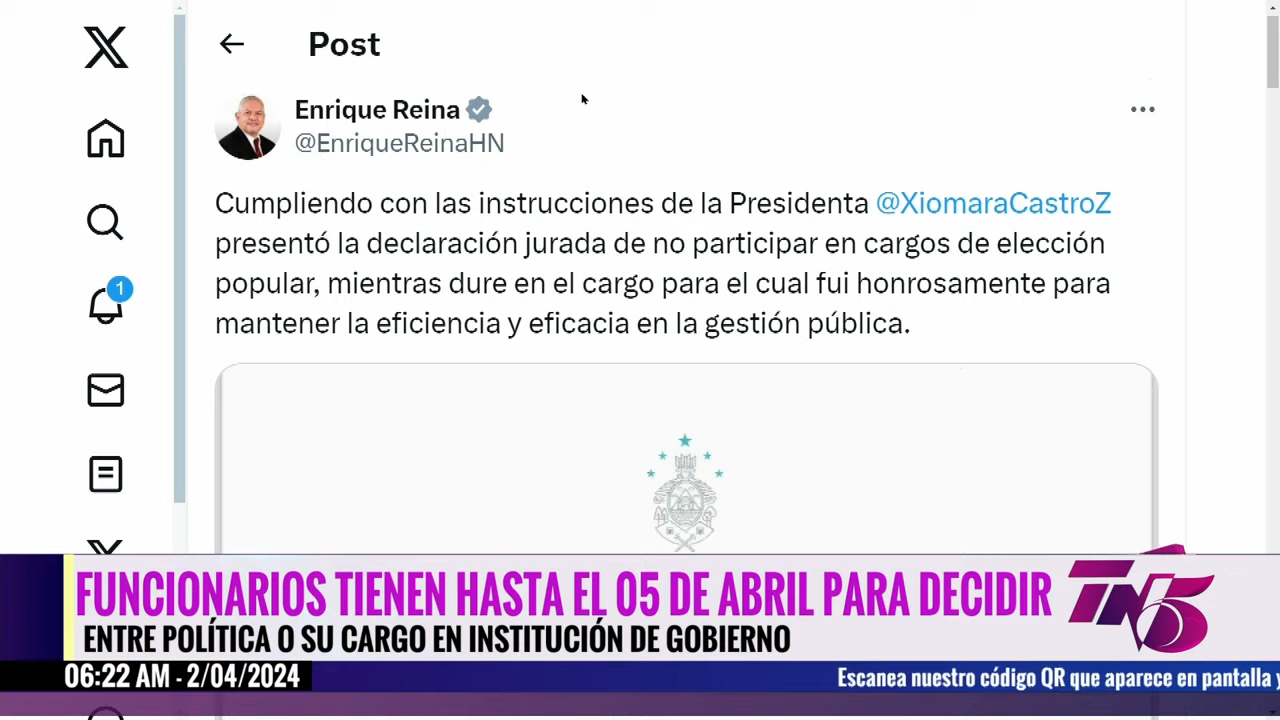 Post
Enrique Reina
@EnriqueReinaHN
Cumpliendo con las instrucciones de la Presidenta @XiomaraCastroZ
presentó la declaración jurada de no participar en cargos de elección
popular, mientras dure en el cargo para el cual fui honrosamente para
mantener la eficiencia y eficacia en la gestión pública.
1
FUNCIONARIOS TIENEN HASTA EL 05 DE ABRIL PARA DECIDIR
ENTRE POLÍTICA O SU CARGO EN INSTITUCIÓN DE GOBIERNO
TN5
06:22 AM - 2/04/2024
Escanea nuestro código QR que aparece en pantalla y